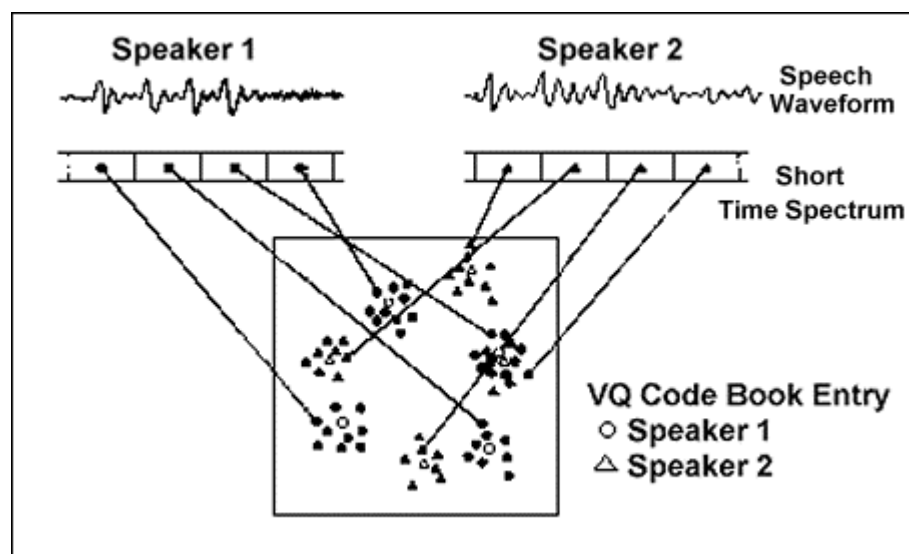 Speaker 1
Speaker 2
Speech
Waveform
Short
Time Spectrum
VQ Code Book Entry
Speaker 1
Speaker 2